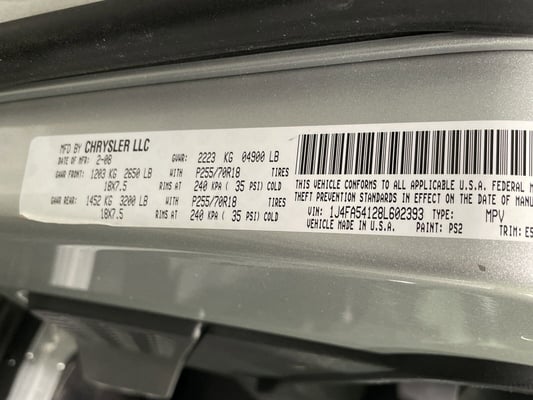 MFD BY CHRYSLER LLC
DATE OF MFR: 2-08 GVWR: 2223 KG 04900 LB
GAWR FRONT: 1203 KG 2650 LB WITH P255/70R18 TIRES
18X7.5 RIMS AT 240 KPA ( 35 PSI) COLD
GAWR REAR: 1452 KG 3200 LB WITH P255/70R18 TIRES
18X7.5 RIMS AT 240 KPA ( 35 PSI) COLD
THIS VEHICLE CONFORMS TO ALL APPLICABLE U.S.A. FEDERAL
THEFT PREVENTION STANDARDS IN EFFECT ON THE DATE OF
VIN: 1J4FA54128L602393 TYPE: MPV
VEHICLE MADE IN U.S.A. PAINT: PS2 TRIM: